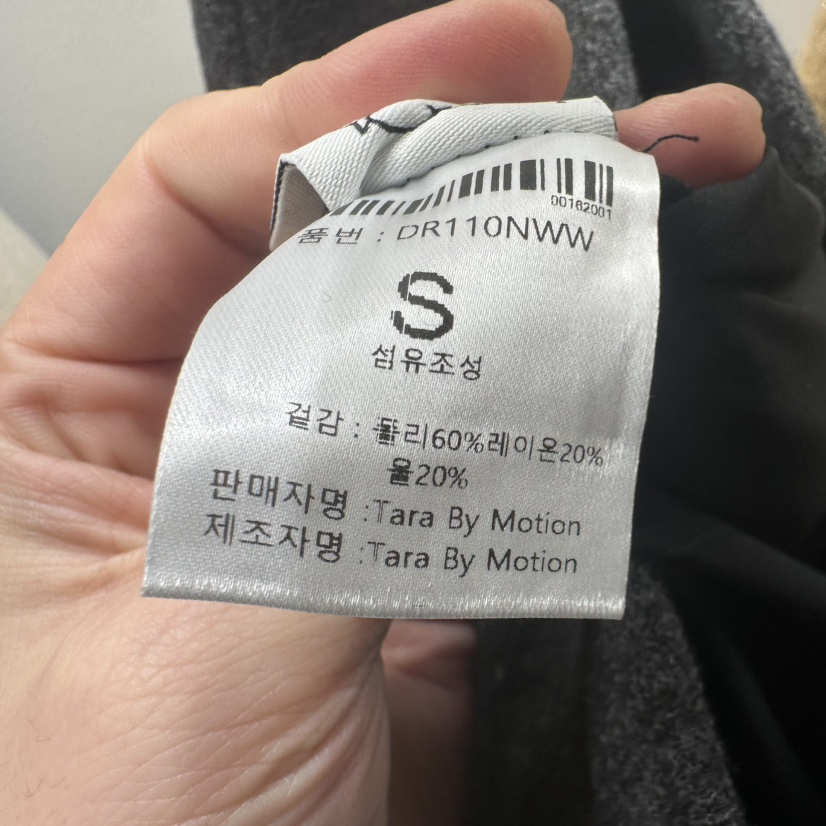 00162001
품번 : DR110NWW
S
섬유조성
겉감 : 폴리60%레이온20%
울20%
판매자명 :Tara By Motion
제조자명 :Tara By Motion